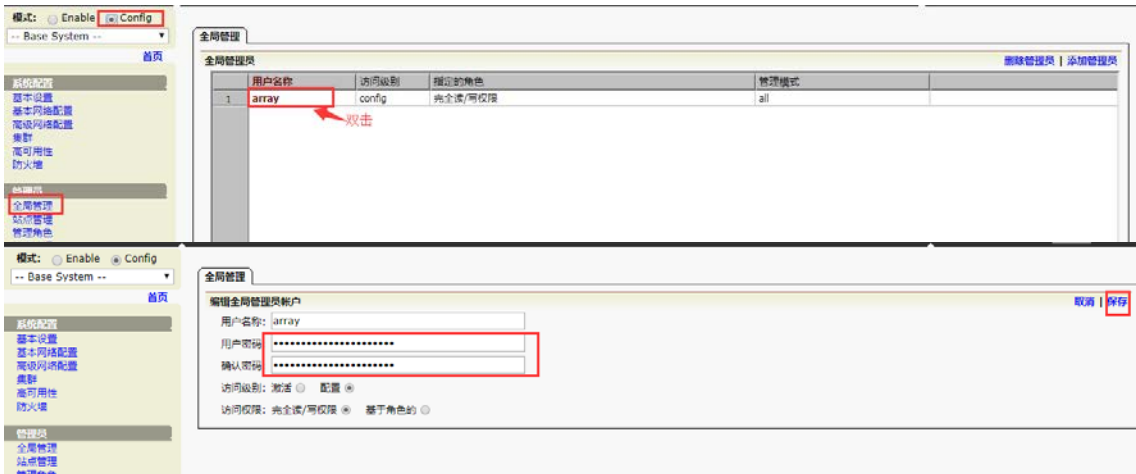 模式: Enable Config
-- Base System --
首页
系统配置
基本设置
基本网络配置
高级网络配置
集群
高可用性
防火墙
管理员
全局管理
站点管理
管理角色
全局管理
全局管理员
删除管理员 | 添加管理员
用户名称 访问级别 指定的角色 管理模式
1 array config 完全读/写权限 all
双击
模式: Enable Config
-- Base System --
首页
系统配置
基本设置
基本网络配置
高级网络配置
集群
高可用性
防火墙
管理员
全局管理
站点管理
管理角色
全局管理
编辑全局管理员帐户
取消 | 保存
用户名称: array
用户密码
确认密码
访问级别: 激活 配置
访问权限: 完全读/写权限 基于角色的